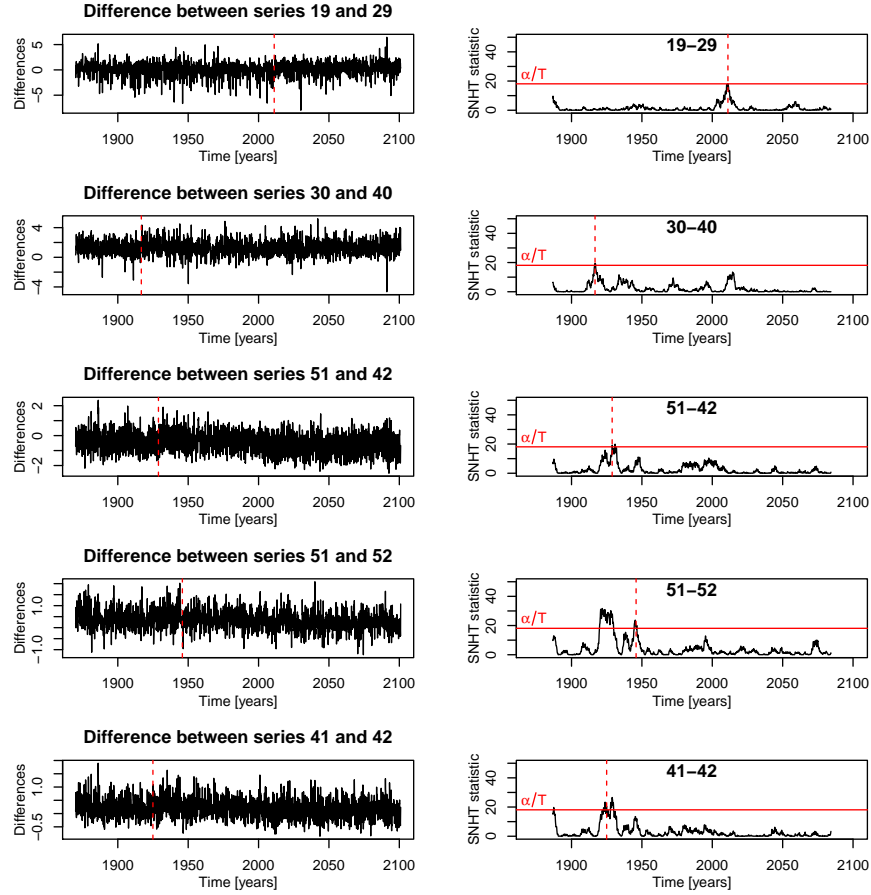 Difference between series 19 and 29
Differences
5
0
−5
1900 1950 2000 2050 2100
Time [years]
19−29
SNHT statistic
40
20
0
α/T
1900 1950 2000 2050 2100
Time [years]
Difference between series 30 and 40
Differences
4
0
−4
1900 1950 2000 2050 2100
Time [years]
30−40
SNHT statistic
40
20
0
α/T
1900 1950 2000 2050 2100
Time [years]
Difference between series 51 and 42
Differences
2
0
−2
1900 1950 2000 2050 2100
Time [years]
51−42
SNHT statistic
40
20
0
α/T
1900 1950 2000 2050 2100
Time [years]
Difference between series 51 and 52
Differences
1.0
−1.0
1900 1950 2000 2050 2100
Time [years]
51−52
SNHT statistic
40
20
0
α/T
1900 1950 2000 2050 2100
Time [years]
Difference between series 41 and 42
Differences
1.0
−0.5
1900 1950 2000 2050 2100
Time [years]
41−42
SNHT statistic
40
20
0
α/T
1900 1950 2000 2050 2100
Time [years]